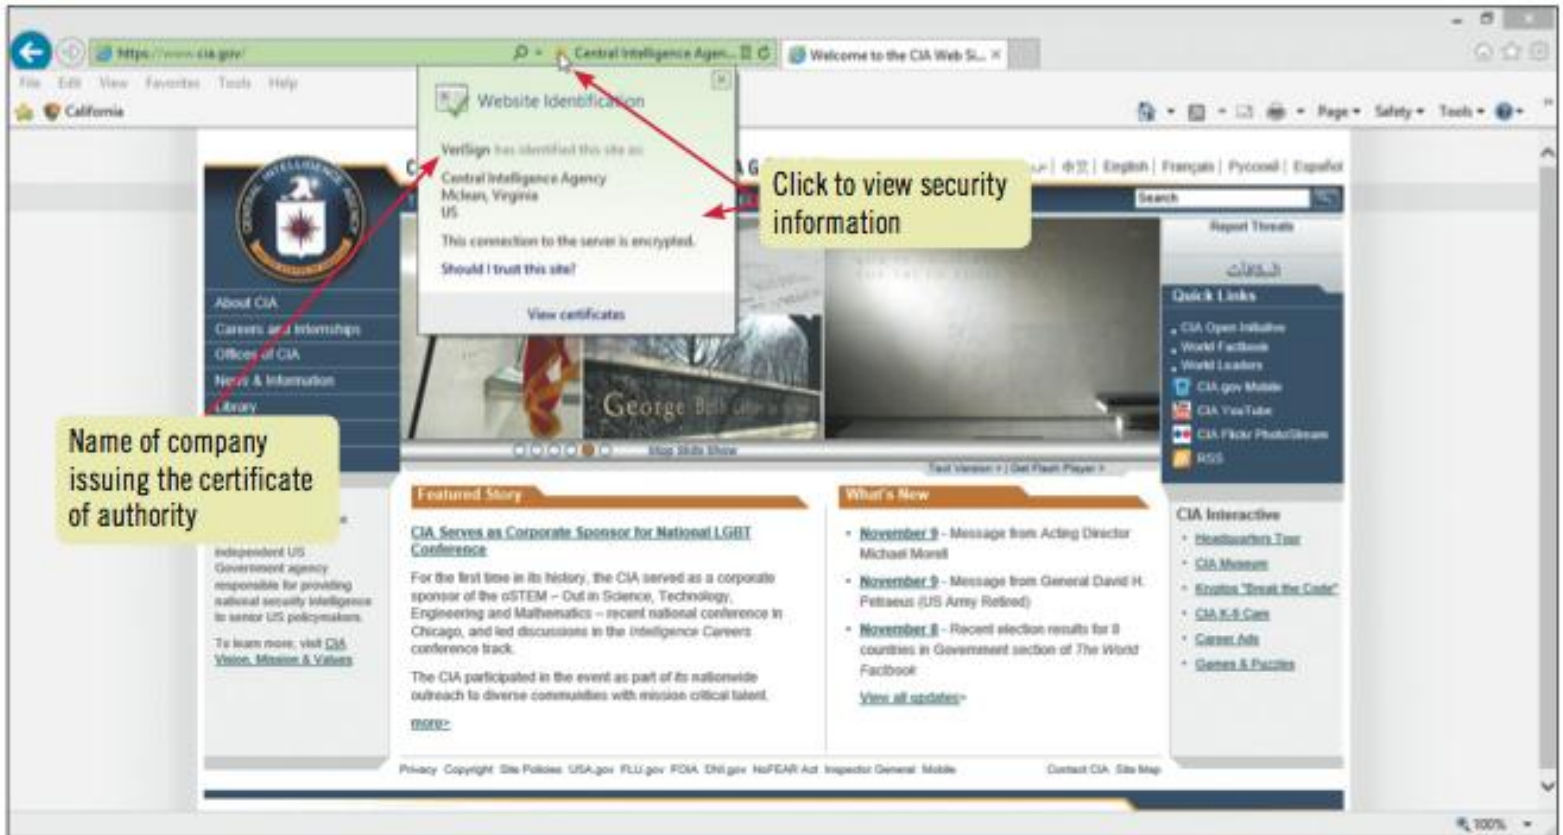 https://www.cia.gov/
Central Intelligence Agen...
Welcome to the CIA Web Si...
File Edit View Favorites Tools Help
California
Page Safety Tools
Website Identification
VeriSign has identified this site as:
Central Intelligence Agency
Mclean, Virginia
US
This connection to the server is encrypted.
Should I trust this site?
View certificates
Click to view security
information
Name of company
issuing the certificate
of authority
中文 | English | Français | Русский | Español
Search
Report Threats
About CIA
Careers and Internships
Offices of CIA
News & Information
Library
Quick Links
CIA Open Initiative
World Factbook
World Leaders
CIA.gov Mobile
CIA YouTube
CIA Flickr PhotoStream
RSS
George Bush
Stop Slide Show
Text Version > | Get Flash Player >
independent US
Government agency
responsible for providing
national security intelligence
to senior US policymakers.
To learn more, visit CIA
Vision, Mission & Values
Featured Story
CIA Serves as Corporate Sponsor for National LGBT
Conference
For the first time in its history, the CIA served as a corporate
sponsor of the oSTEM – Out in Science, Technology,
Engineering and Mathematics – recent national conference in
Chicago, and led discussions in the Intelligence Careers
conference track.
The CIA participated in the event as part of its nationwide
outreach to diverse communities with mission critical talent.
more>
What's New
November 9 - Message from Acting Director
Michael Morell
November 9 - Message from General David H.
Petraeus (US Army Retired)
November 8 - Recent election results for 8
countries in Government section of The World
Factbook
View all updates>
CIA Interactive
Headquarters Tour
CIA Museum
Kryptos "Break the Code"
CIA K-9 Cam
Career Ads
Games & Puzzles
Privacy Copyright Site Policies USA.gov FLU.gov FOIA DNI.gov NoFEAR Act Inspector General Mobile
Contact CIA Site Map
100%